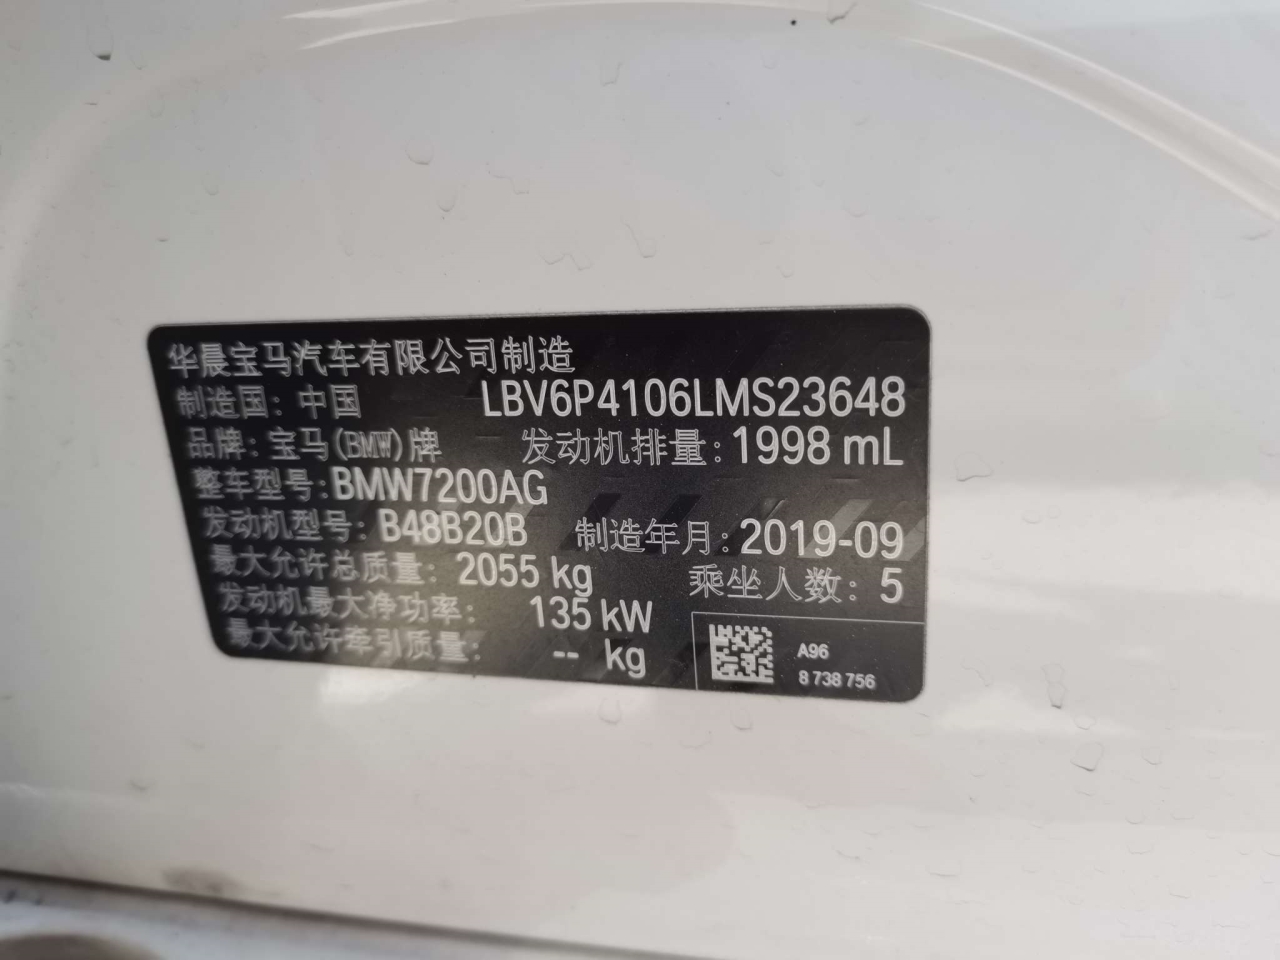 华晨宝马汽车有限公司制造
制造国：中国 LBV6P4106LMS23648
品牌：宝马(BMW)牌 发动机排量：1998 mL
整车型号：BMW7200AG
发动机型号：B48B20B 制造年月：2019-09
最大允许总质量：2055 kg 乘坐人数：5
发动机最大净功率：135 kW
最大允许牵引质量：-- kg
A96
8 738 756